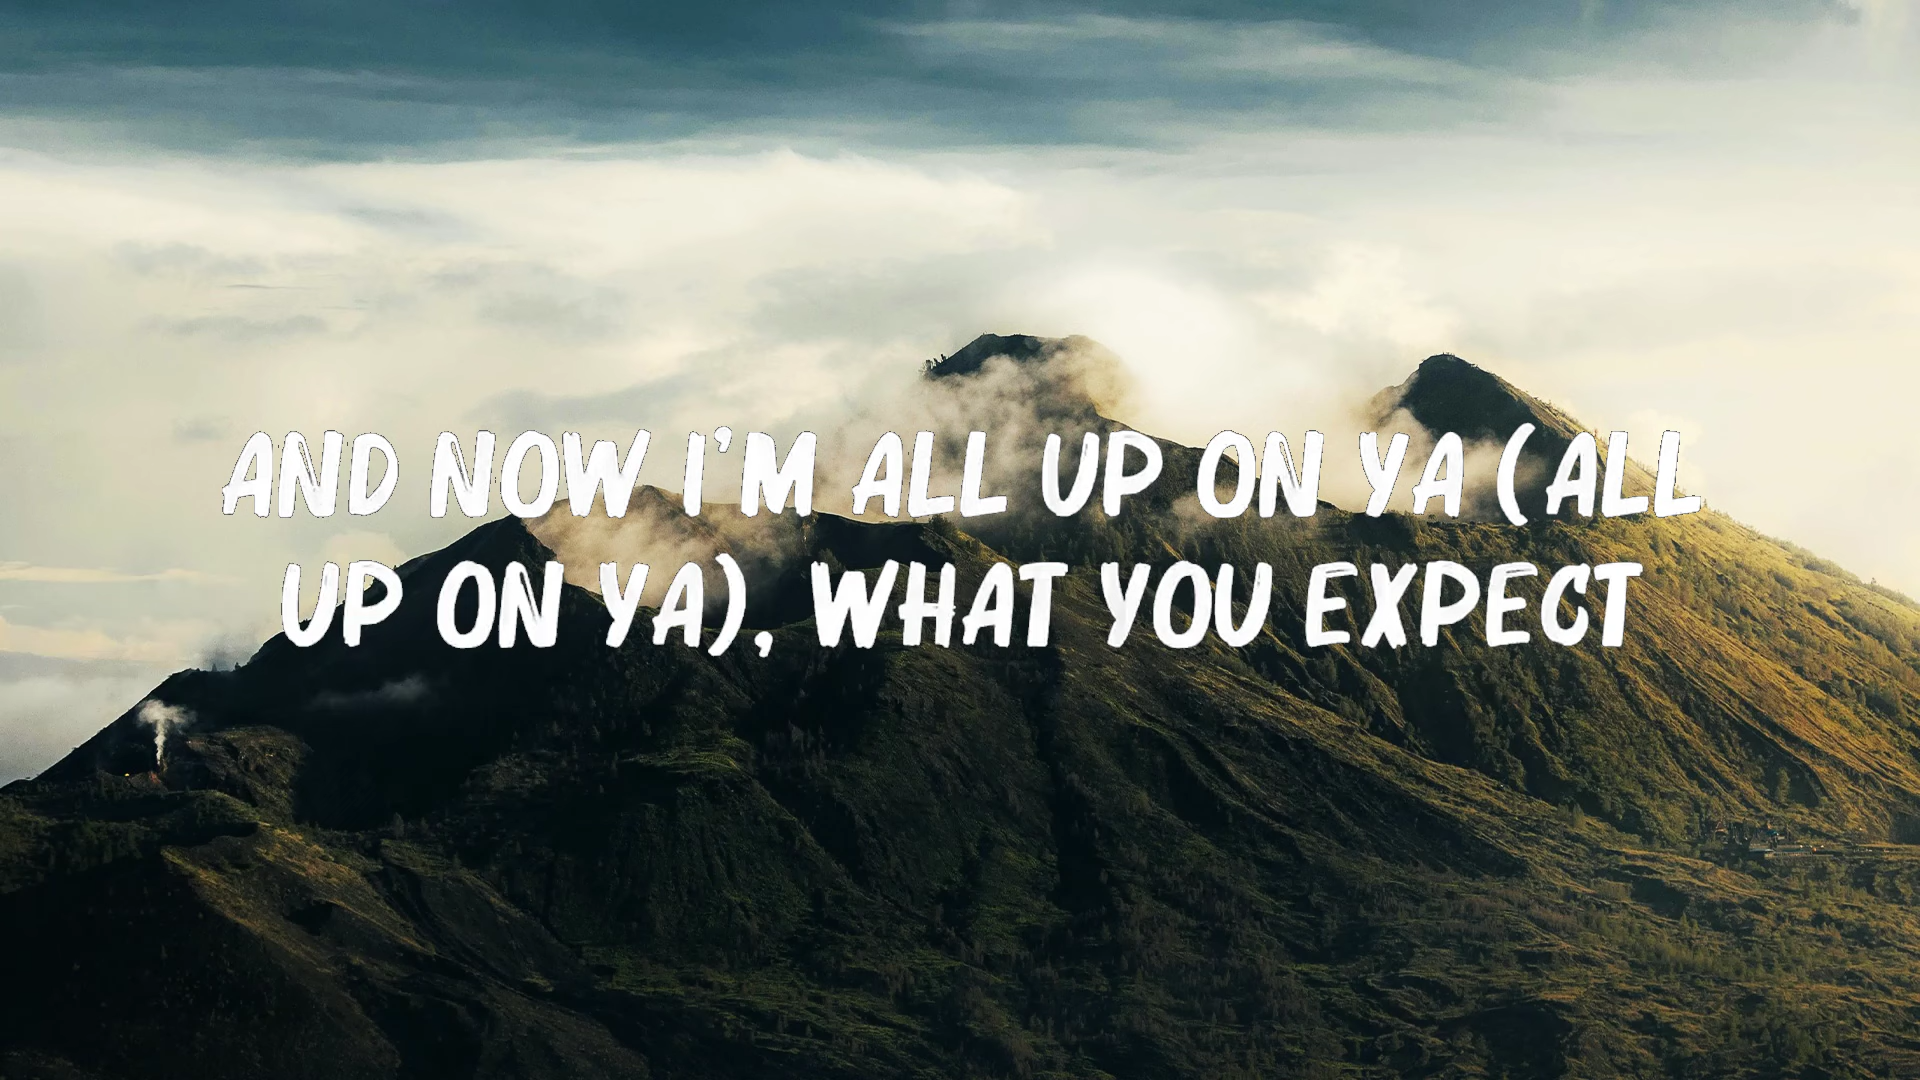 AND NOW I'M ALL UP ON YA (ALL
UP ON YA), WHAT YOU EXPECT